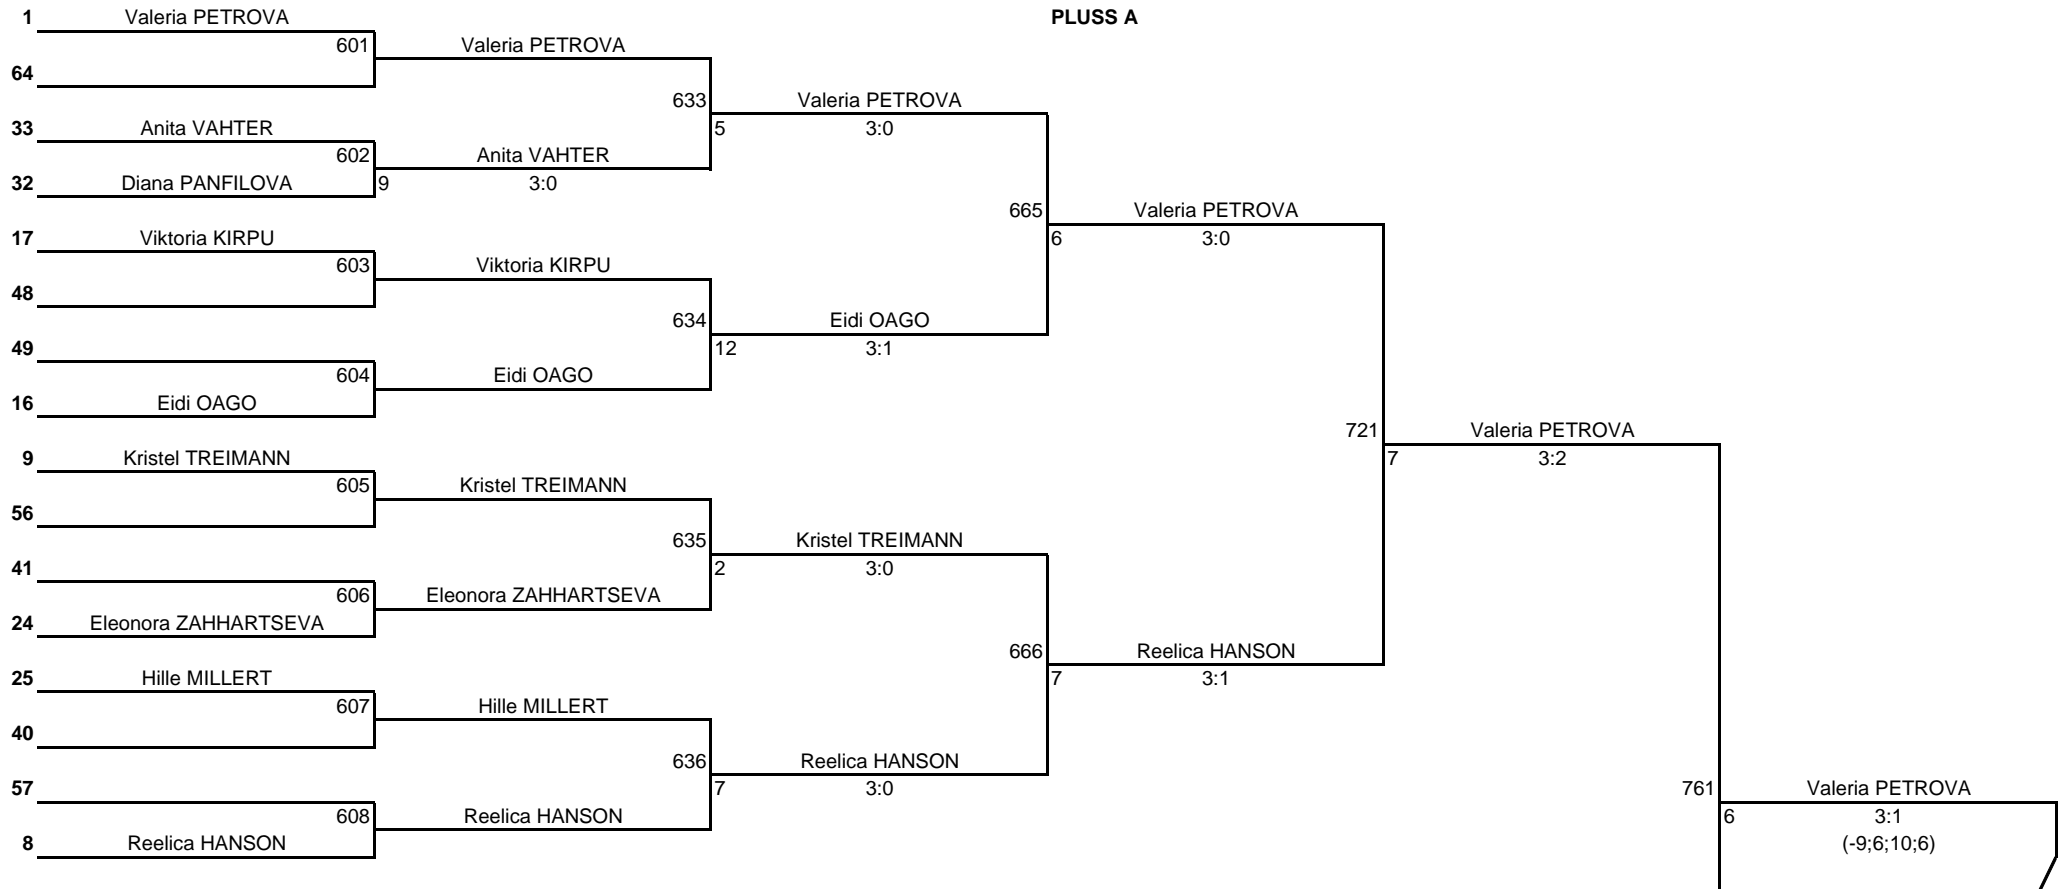 1 Valeria PETROVA PLUSS A
601 Valeria PETROVA
64
633 Valeria PETROVA
33 Anita VAHTER 5 3:0
602 Anita VAHTER
32 Diana PANFILOVA 9 3:0
665 Valeria PETROVA
17 Viktoria KIRPU 6 3:0
603 Viktoria KIRPU
48
634 Eidi OAGO
49 12 3:1
604 Eidi OAGO
16 Eidi OAGO
721 Valeria PETROVA
9 Kristel TREIMANN 7 3:2
605 Kristel TREIMANN
56
635 Kristel TREIMANN
41 2 3:0
606 Eleonora ZAHHARTSEVA
24 Eleonora ZAHHARTSEVA
666 Reelica HANSON
25 Hille MILLERT 7 3:1
607 Hille MILLERT
40
636 Reelica HANSON
57 7 3:0 761 Valeria PETROVA
608 Reelica HANSON 6 3:1
8 Reelica HANSON (-9;6;10;6)